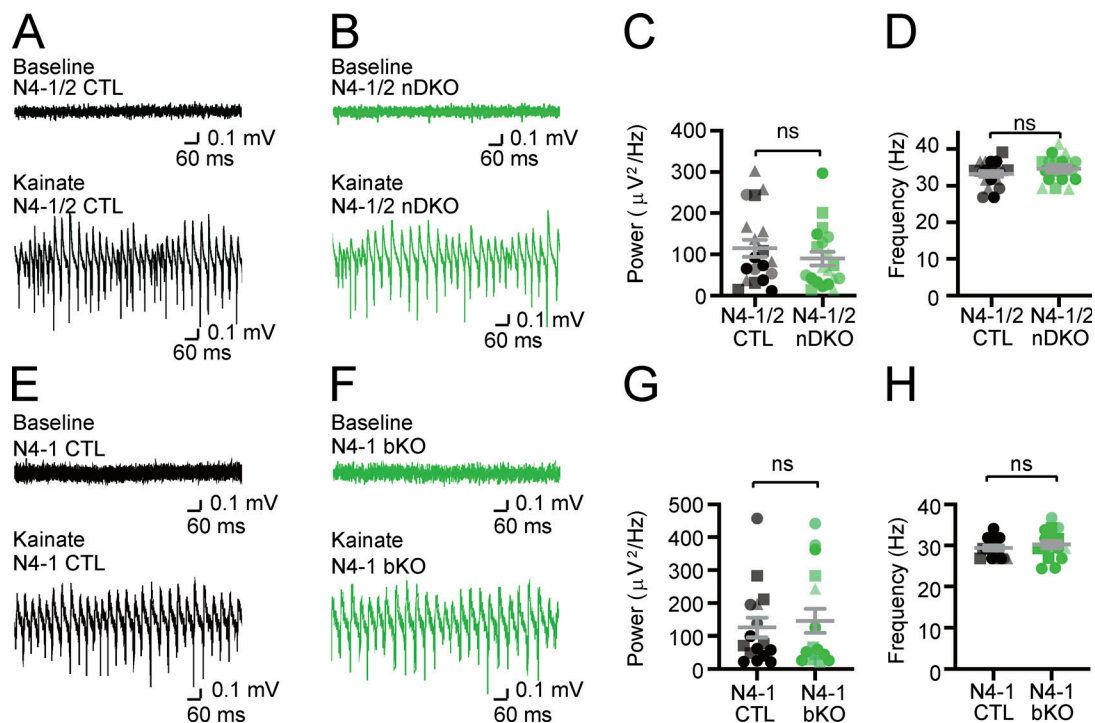 A
Baseline
N4-1/2 CTL
0.1 mV
60 ms
Kainate
N4-1/2 CTL
0.1 mV
60 ms
B
Baseline
N4-1/2 nDKO
0.1 mV
60 ms
Kainate
N4-1/2 nDKO
0.1 mV
60 ms
C
Power ( μV²/Hz)
400
300
200
100
0
ns
N4-1/2
CTL
N4-1/2
nDKO
D
Frequency (Hz)
40
30
20
10
0
ns
N4-1/2
CTL
N4-1/2
nDKO
E
Baseline
N4-1 CTL
0.1 mV
60 ms
Kainate
N4-1 CTL
0.1 mV
60 ms
F
Baseline
N4-1 bKO
0.1 mV
60 ms
Kainate
N4-1 bKO
0.1 mV
60 ms
G
Power ( μV²/Hz)
500
400
300
200
100
0
ns
N4-1
CTL
N4-1
bKO
H
Frequency (Hz)
40
30
20
10
0
ns
N4-1
CTL
N4-1
bKO